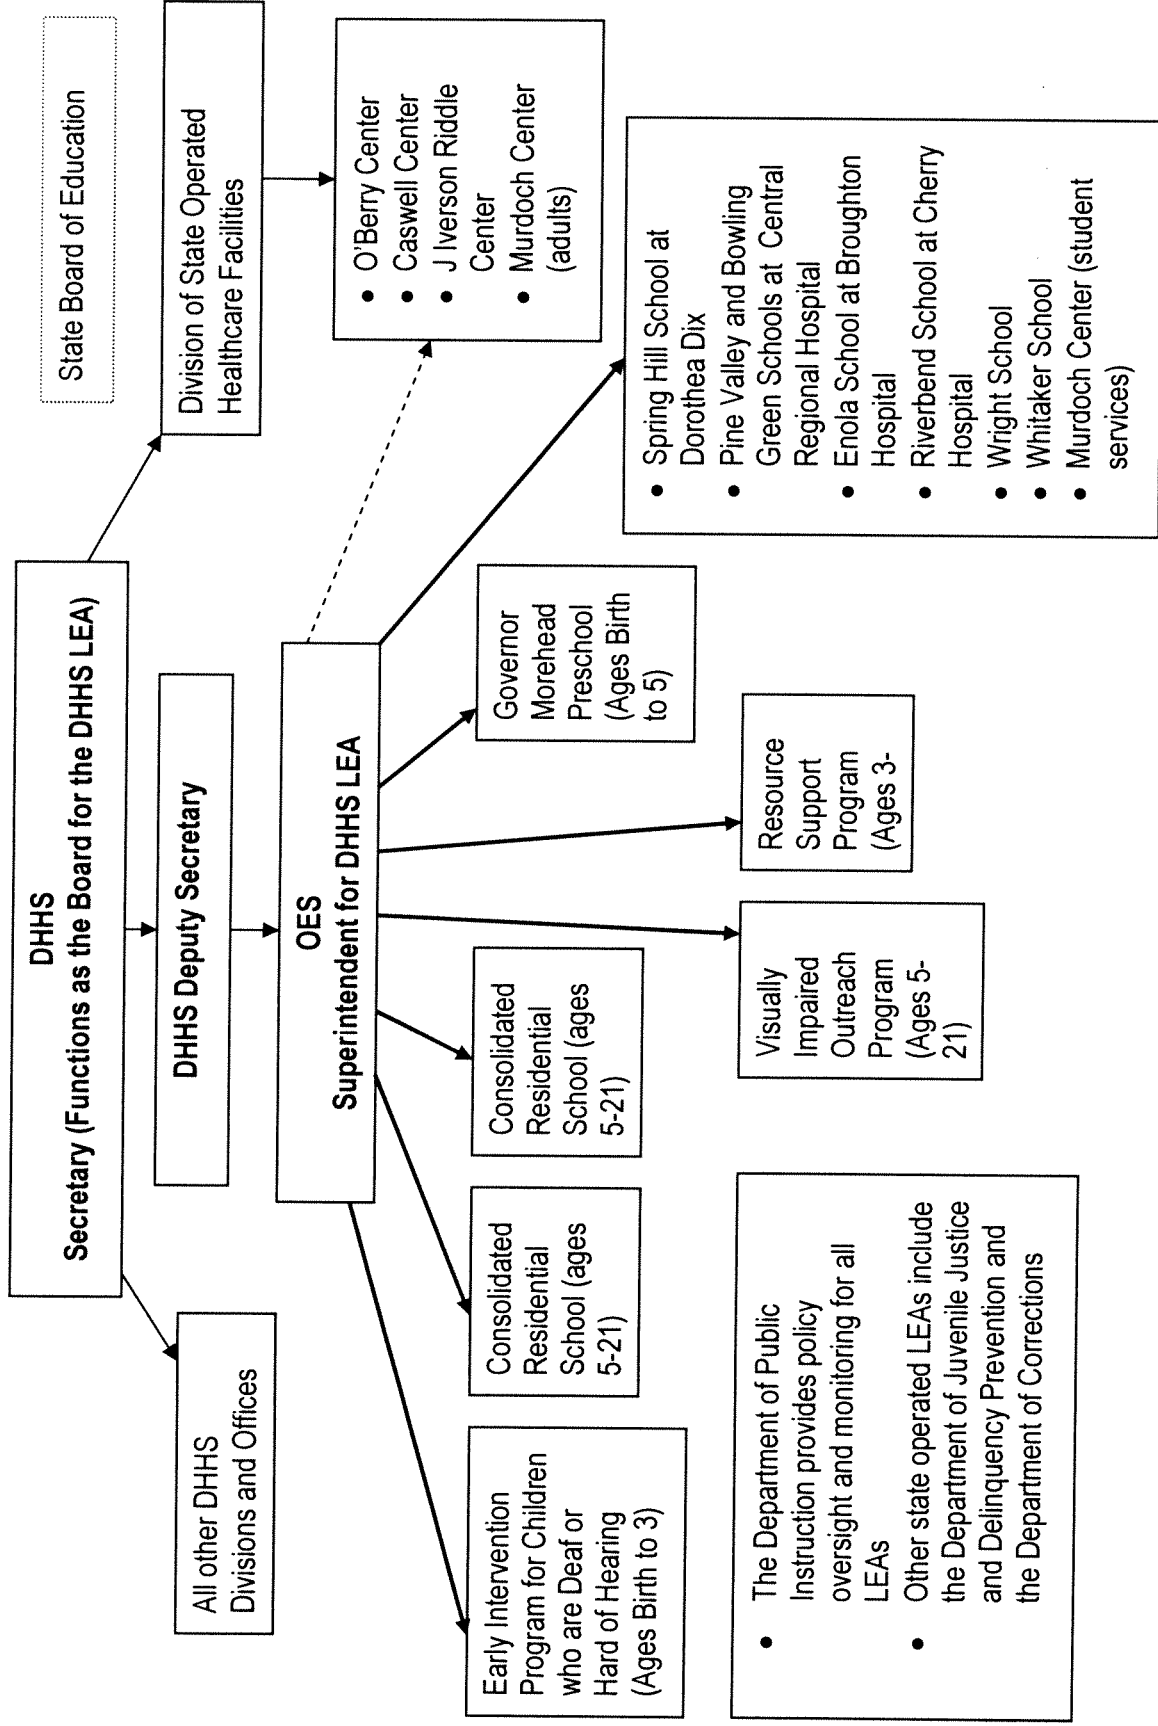 State Board of Education
DHHS
Secretary (Functions as the Board for the DHHS LEA)
All other DHHS
Divisions and Offices
DHHS Deputy Secretary
Division of State Operated
Healthcare Facilities
OES
Superintendent for DHHS LEA
• O'Berry Center
• Caswell Center
• J Iverson Riddle
Center
• Murdoch Center
(adults)
Early Intervention
Program for Children
who are Deaf or
Hard of Hearing
(Ages Birth to 3)
Consolidated
Residential
School (ages
5-21)
Consolidated
Residential
School (ages
5-21)
Governor
Morehead
Preschool
(Ages Birth
to 5)
• Spring Hill School at
Dorothea Dix
• Pine Valley and Bowling
Green Schools at Central
Regional Hospital
• Enola School at Broughton
Hospital
• Riverbend School at Cherry
Hospital
• Wright School
• Whitaker School
• Murdoch Center (student
services)
• The Department of Public
Instruction provides policy
oversight and monitoring for all
LEAs
• Other state operated LEAs include
the Department of Juvenile Justice
and Delinquency Prevention and
the Department of Corrections
Visually
Impaired
Outreach
Program
(Ages 5-
21)
Resource
Support
Program
(Ages 3-